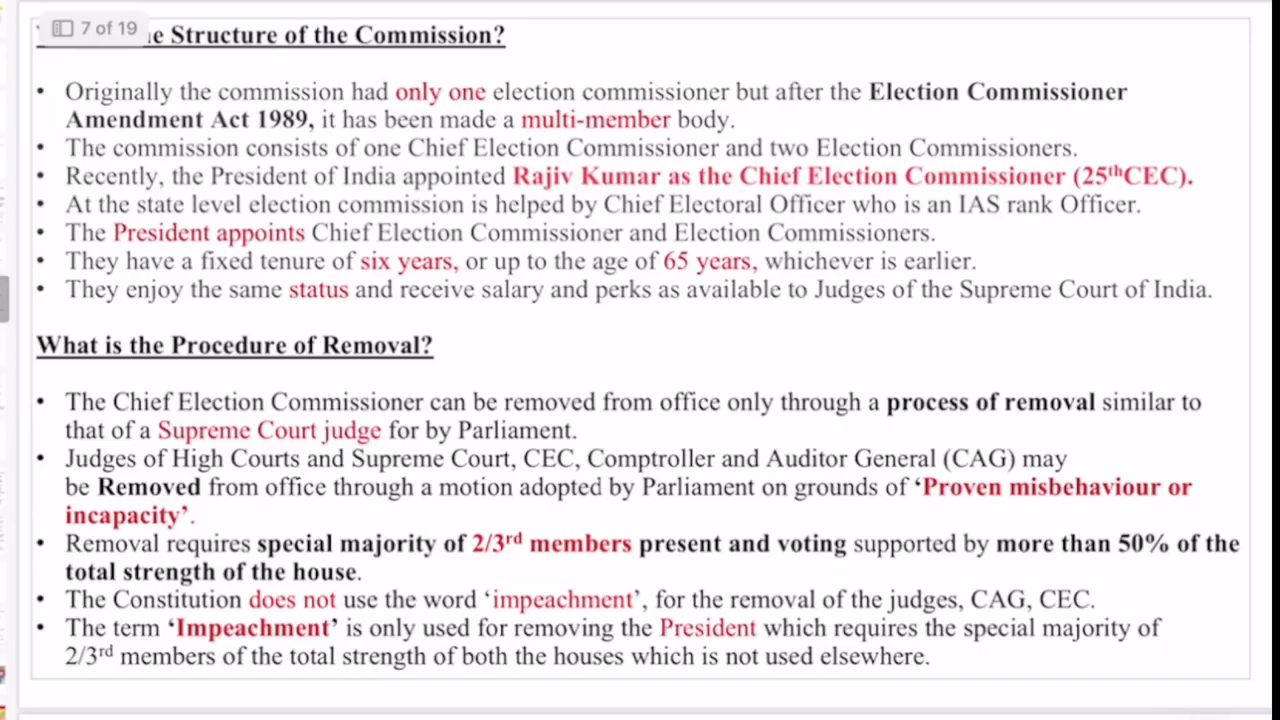 7 of 19
e Structure of the Commission?
• Originally the commission had only one election commissioner but after the Election Commissioner
Amendment Act 1989, it has been made a multi-member body.
• The commission consists of one Chief Election Commissioner and two Election Commissioners.
• Recently, the President of India appointed Rajiv Kumar as the Chief Election Commissioner (25thCEC).
• At the state level election commission is helped by Chief Electoral Officer who is an IAS rank Officer.
• The President appoints Chief Election Commissioner and Election Commissioners.
• They have a fixed tenure of six years, or up to the age of 65 years, whichever is earlier.
• They enjoy the same status and receive salary and perks as available to Judges of the Supreme Court of India.
What is the Procedure of Removal?
• The Chief Election Commissioner can be removed from office only through a process of removal similar to
that of a Supreme Court judge for by Parliament.
• Judges of High Courts and Supreme Court, CEC, Comptroller and Auditor General (CAG) may
be Removed from office through a motion adopted by Parliament on grounds of ‘Proven misbehaviour or
incapacity’.
• Removal requires special majority of 2/3rd members present and voting supported by more than 50% of the
total strength of the house.
• The Constitution does not use the word ‘impeachment’, for the removal of the judges, CAG, CEC.
• The term ‘Impeachment’ is only used for removing the President which requires the special majority of
2/3rd members of the total strength of both the houses which is not used elsewhere.